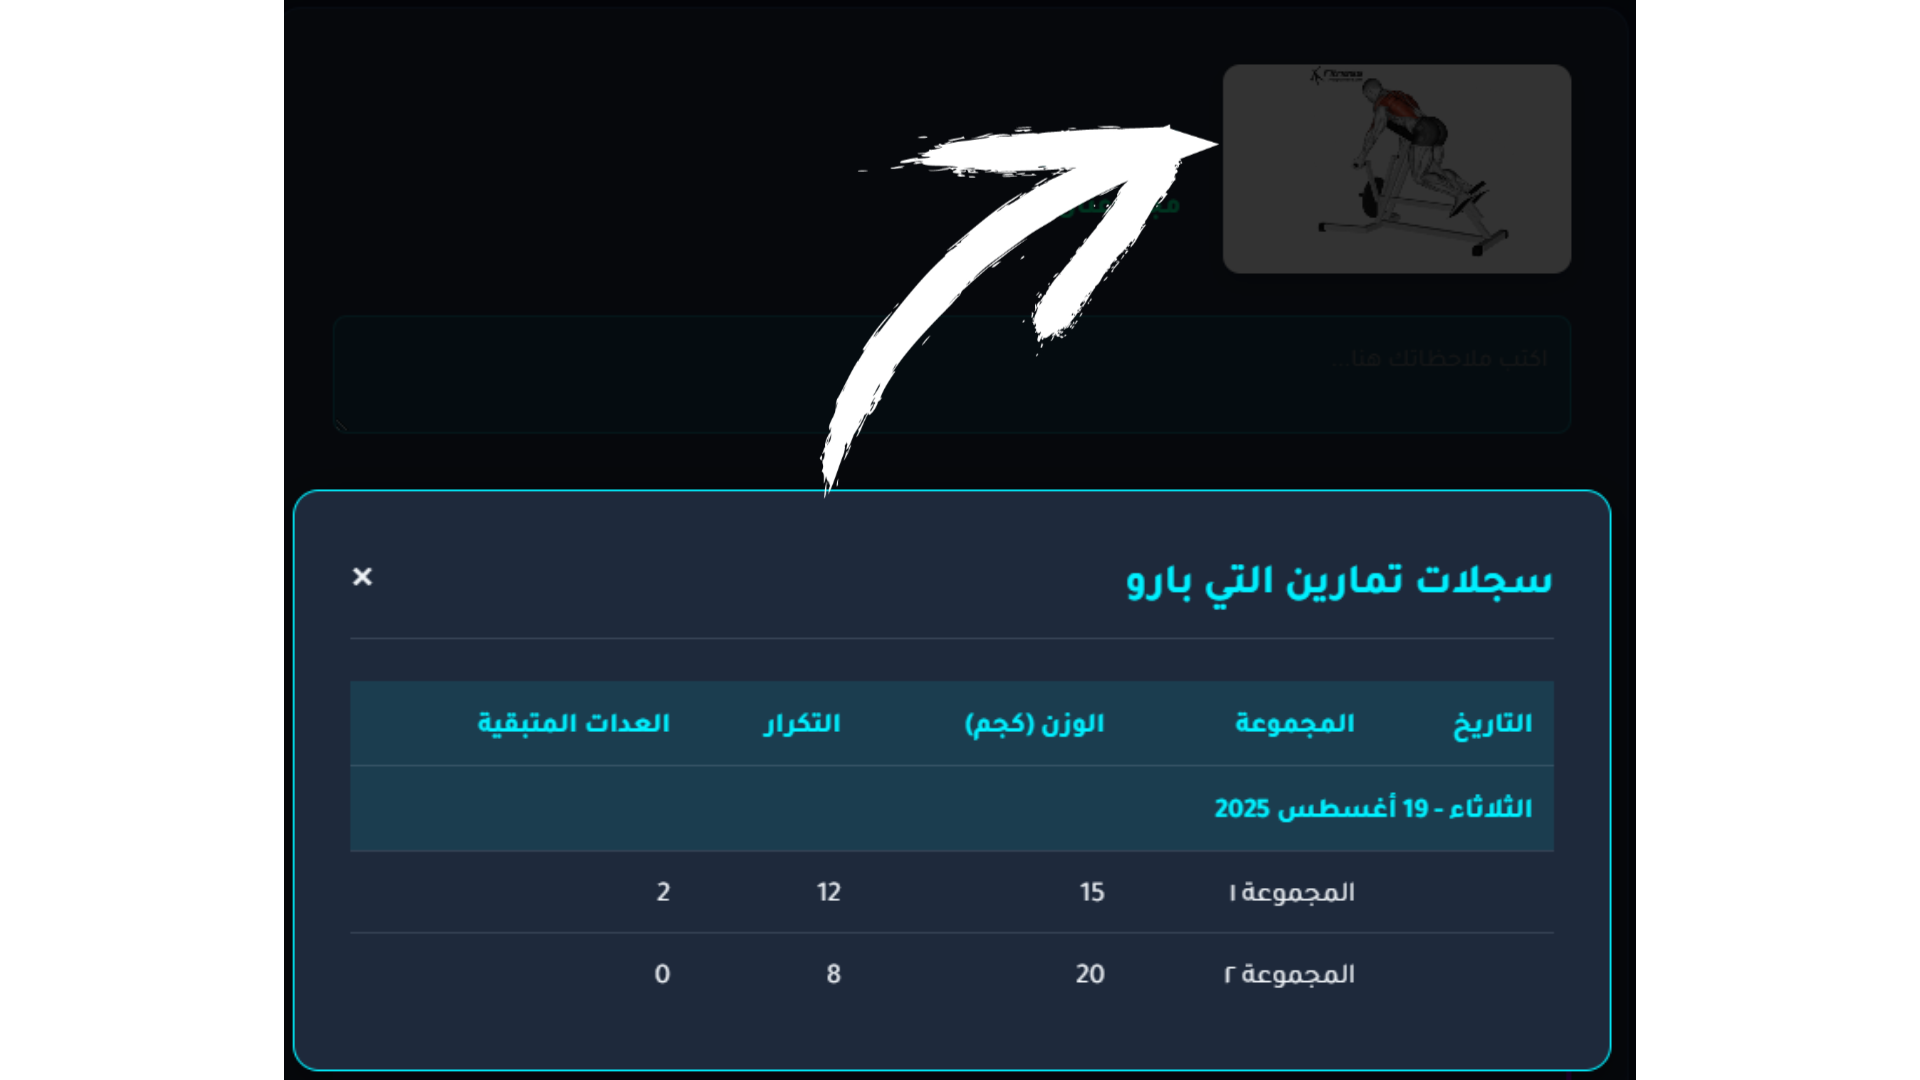 Fitness
اكتب ملاحظاتك هنا...
سجلات تمارين التي بارو
×
التاريخ المجموعة الوزن (كجم) التكرار العدات المتبقية
الثلاثاء - 19 أغسطس 2025
المجموعة ١ 15 12 2
المجموعة ٢ 20 8 0